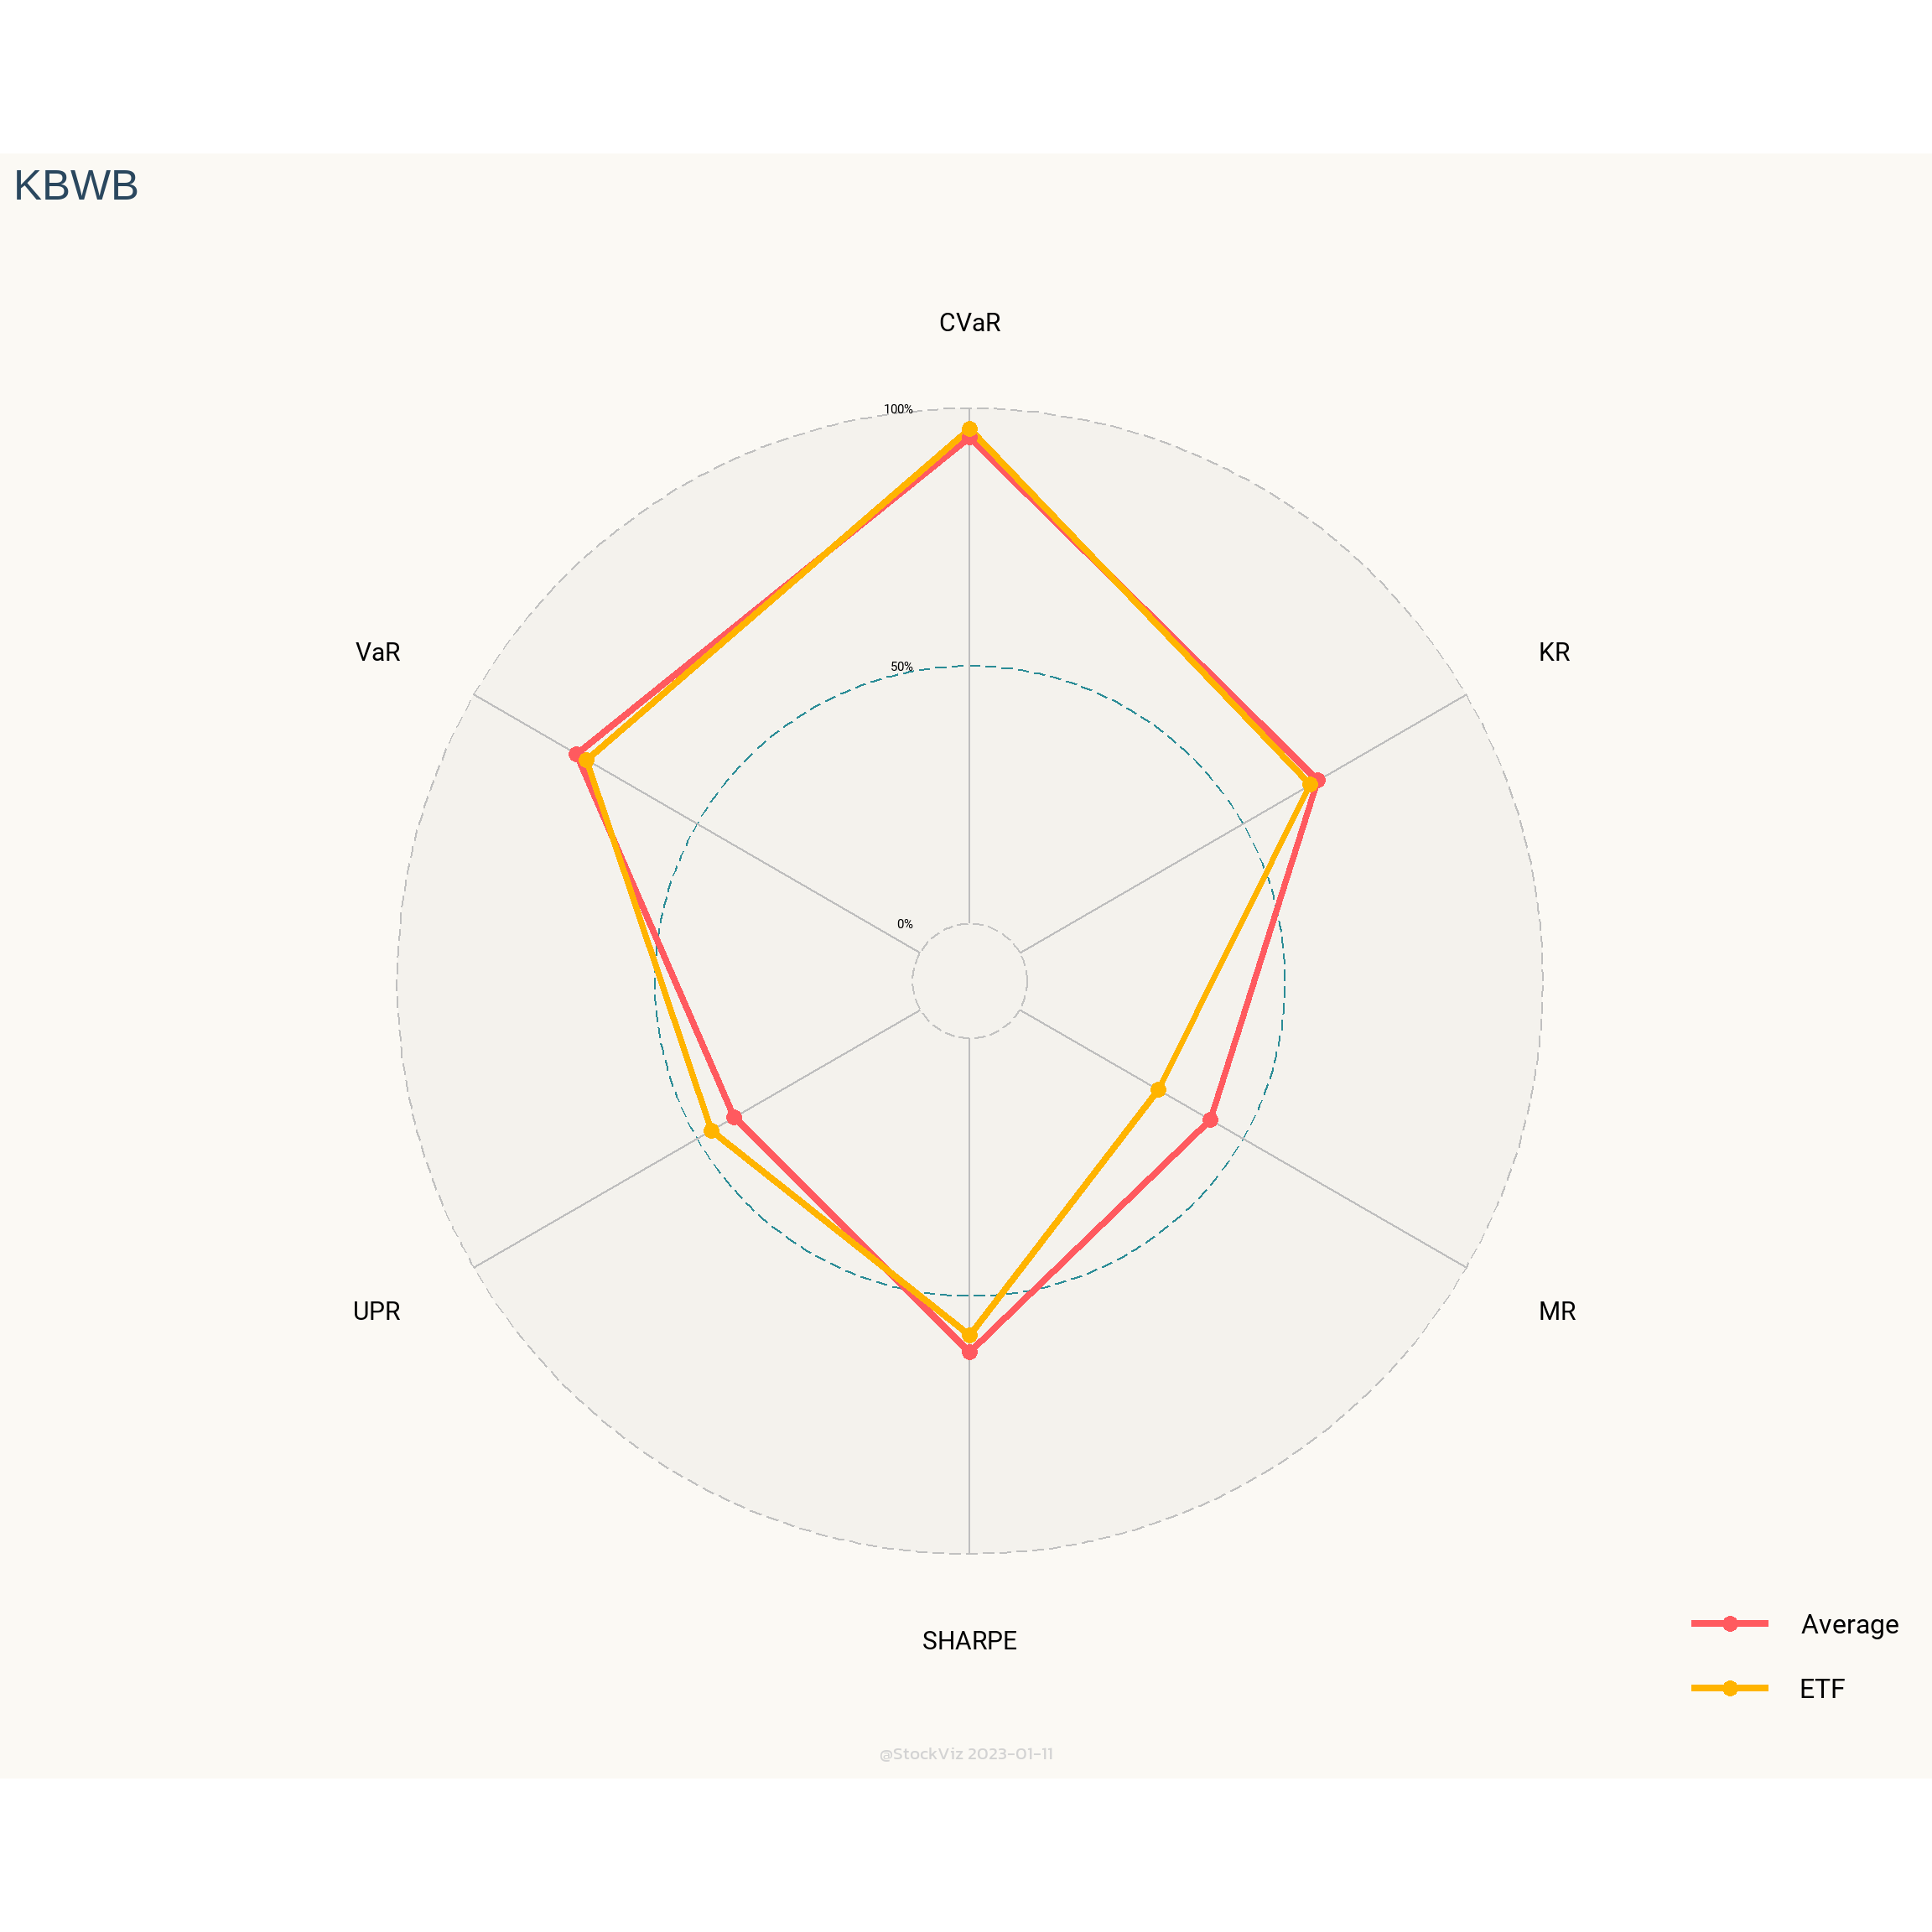 KBWB
CVaR
100%
VaR
KR
50%
0%
UPR
MR
SHARPE
Average
ETF
@StockViz 2023-01-11